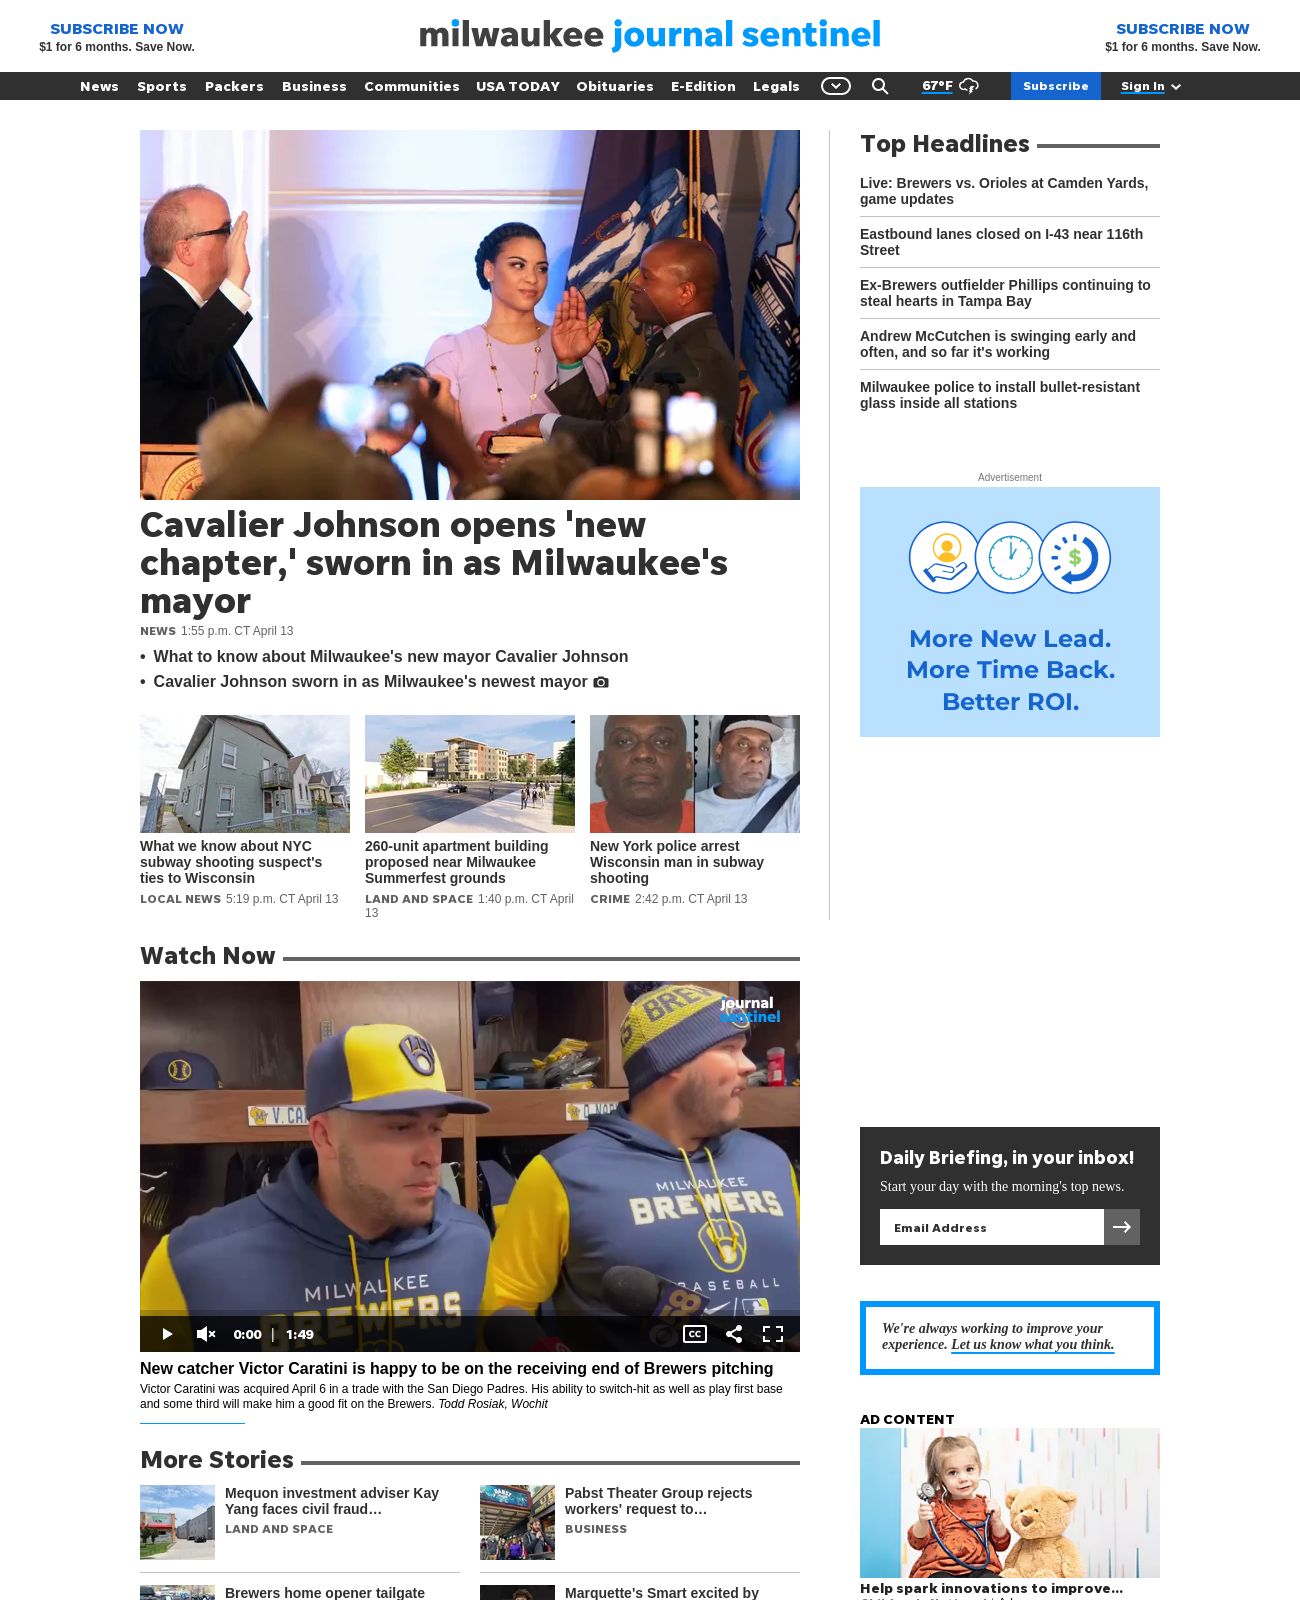 SUBSCRIBE NOW
$1 for 6 months. Save Now.
milwaukee journal sentinel
SUBSCRIBE NOW
$1 for 6 months. Save Now.
News Sports Packers Business Communities USA TODAY Obituaries E-Edition Legals 67°F Subscribe Sign In
Cavalier Johnson opens 'new
chapter,' sworn in as Milwaukee's
mayor
NEWS 1:55 p.m. CT April 13
• What to know about Milwaukee's new mayor Cavalier Johnson
• Cavalier Johnson sworn in as Milwaukee's newest mayor
What we know about NYC
subway shooting suspect's
ties to Wisconsin
LOCAL NEWS 5:19 p.m. CT April 13
260-unit apartment building
proposed near Milwaukee
Summerfest grounds
LAND AND SPACE 1:40 p.m. CT April
13
New York police arrest
Wisconsin man in subway
shooting
CRIME 2:42 p.m. CT April 13
Top Headlines
Live: Brewers vs. Orioles at Camden Yards,
game updates
Eastbound lanes closed on I-43 near 116th
Street
Ex-Brewers outfielder Phillips continuing to
steal hearts in Tampa Bay
Andrew McCutchen is swinging early and
often, and so far it's working
Milwaukee police to install bullet-resistant
glass inside all stations
Advertisement
$
More New Lead.
More Time Back.
Better ROI.
Watch Now
journal
sentinel
BREW
V.CAR
MILWAUKEE
BREWERS
BASEBALL
MILWAUKEE
BREWERS
0:00 | 1:49
CC
New catcher Victor Caratini is happy to be on the receiving end of Brewers pitching
Victor Caratini was acquired April 6 in a trade with the San Diego Padres. His ability to switch-hit as well as play first base
and some third will make him a good fit on the Brewers. Todd Rosiak, Wochit
Daily Briefing, in your inbox!
Start your day with the morning's top news.
Email Address
We're always working to improve your
experience. Let us know what you think.
More Stories
Mequon investment adviser Kay
Yang faces civil fraud…
LAND AND SPACE
PABST
Pabst Theater Group rejects
workers' request to…
BUSINESS
Brewers home opener tailgate
Marquette's Smart excited by
AD CONTENT
Help spark innovations to improve...